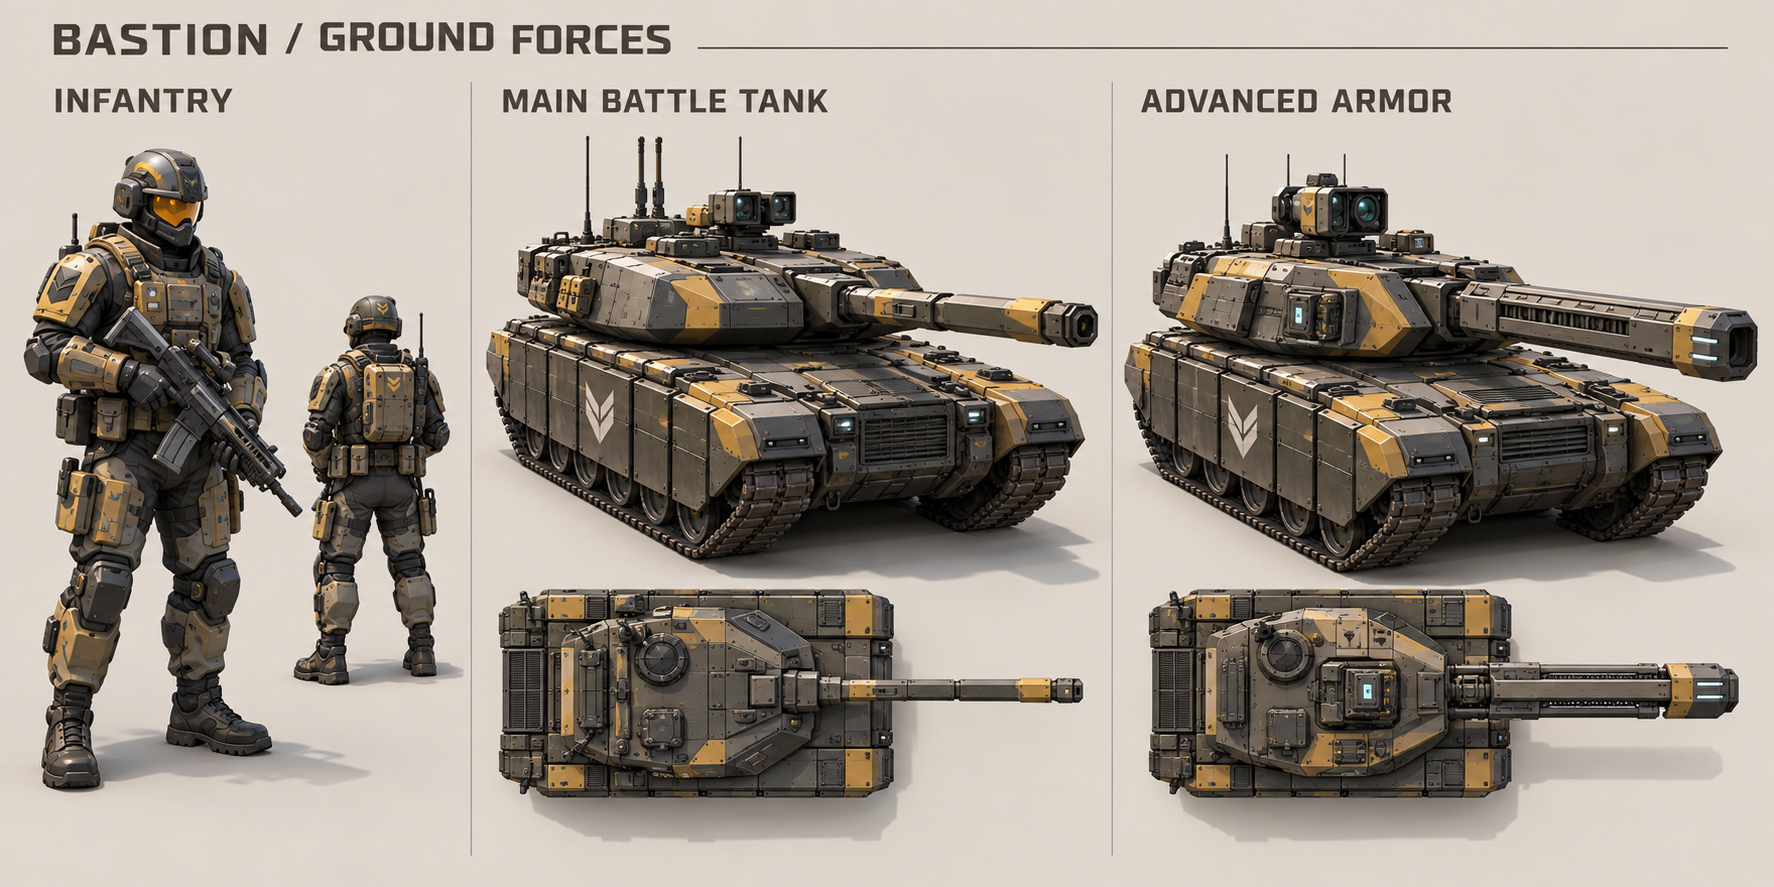 BASTION / GROUND FORCES
INFANTRY
MAIN BATTLE TANK
ADVANCED ARMOR